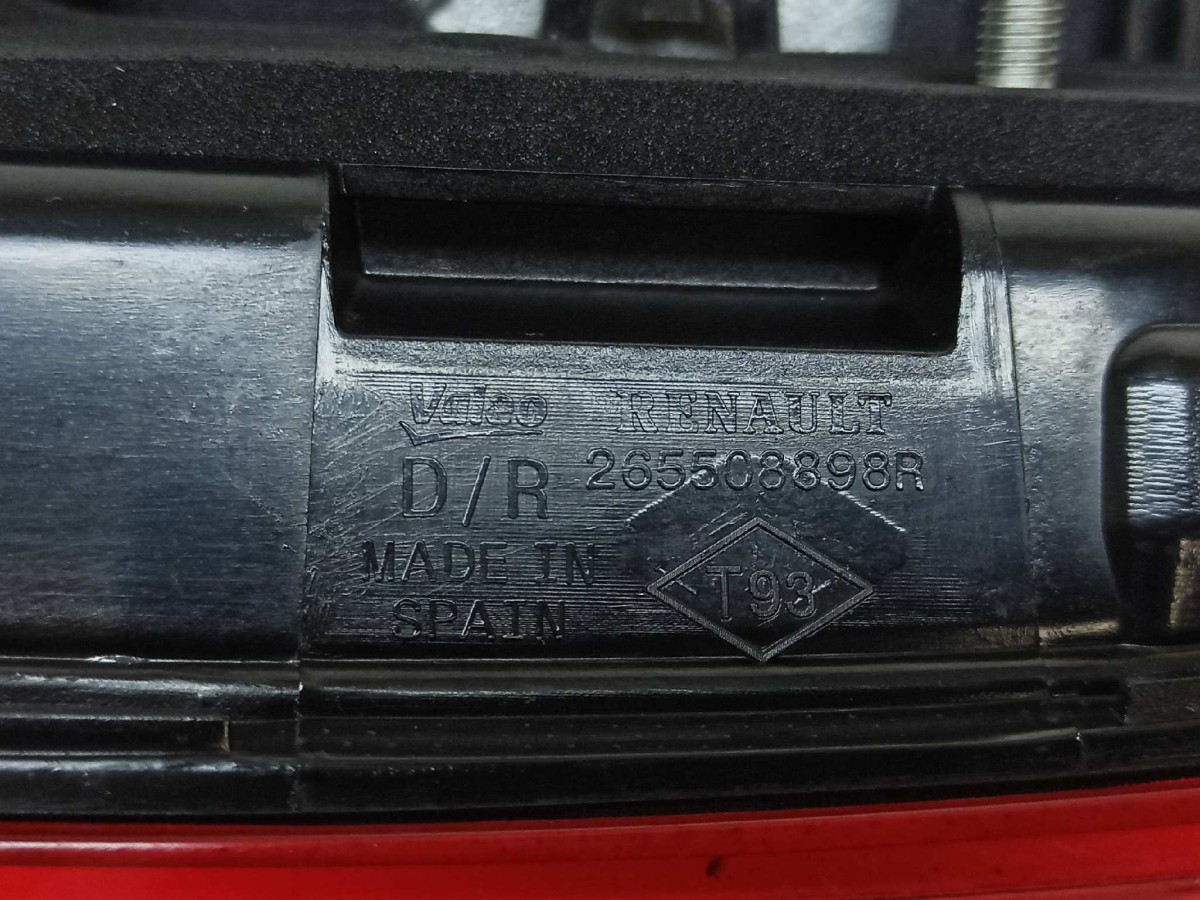 Valeo RENAULT
D/R 265508898R
MADE IN
SPAIN
T93